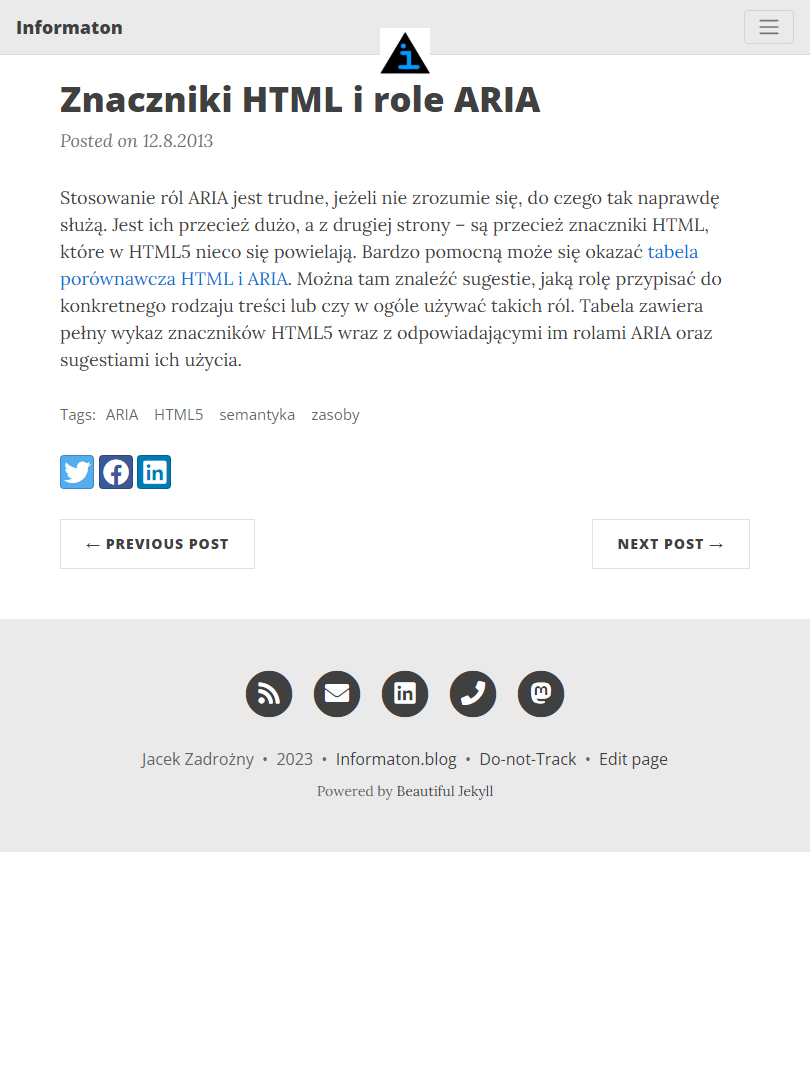 Informaton
i
Znaczniki HTML i role ARIA
Posted on 12.8.2013
Stosowanie ról ARIA jest trudne, jeżeli nie zrozumie się, do czego tak naprawdę
służą. Jest ich przecież dużo, a z drugiej strony – są przecież znaczniki HTML,
które w HTML5 nieco się powielają. Bardzo pomocną może się okazać tabela
porównawcza HTML i ARIA. Można tam znaleźć sugestie, jaką rolę przypisać do
konkretnego rodzaju treści lub czy w ogóle używać takich ról. Tabela zawiera
pełny wykaz znaczników HTML5 wraz z odpowiadającymi im rolami ARIA oraz
sugestiami ich użycia.
Tags: ARIA HTML5 semantyka zasoby
← PREVIOUS POST NEXT POST →
Jacek Zadrożny • 2023 • Informaton.blog • Do-not-Track • Edit page
Powered by Beautiful Jekyll